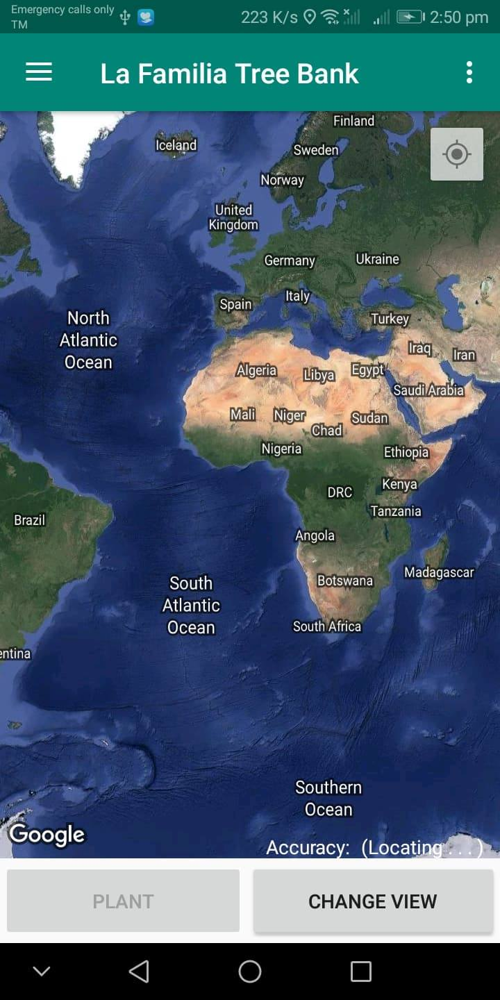 Emergency calls only
TM
223 K/s
2:50 pm
La Familia Tree Bank
Finland
Iceland
Sweden
Norway
United
Kingdom
Germany
Ukraine
Italy
Spain
Turkey
North
Atlantic
Ocean
Iraq
Iran
Algeria
Libya
Egypt
Saudi Arabia
Mali
Niger
Sudan
Chad
Nigeria
Ethiopia
Kenya
DRC
Tanzania
Brazil
Angola
Madagascar
Botswana
South
Atlantic
Ocean
South Africa
entina
Southern
Ocean
Google
Accuracy: (Locating . . . )
PLANT
CHANGE VIEW